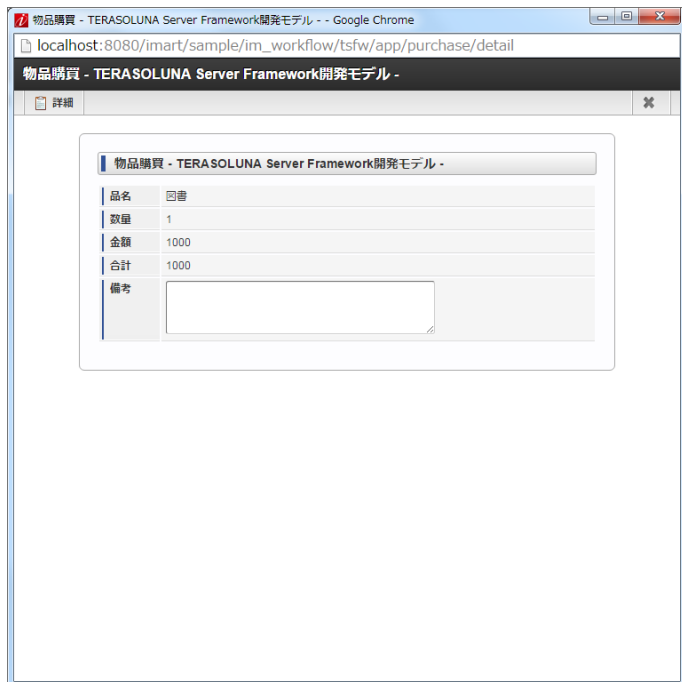 物品購買 - TERASOLUNA Server Framework開発モデル - - Google Chrome
localhost:8080/imart/sample/im_workflow/tsfw/app/purchase/detail
物品購買 - TERASOLUNA Server Framework開発モデル -
詳細
物品購買 - TERASOLUNA Server Framework開発モデル -
品名 図書
数量 1
金額 1000
合計 1000
備考